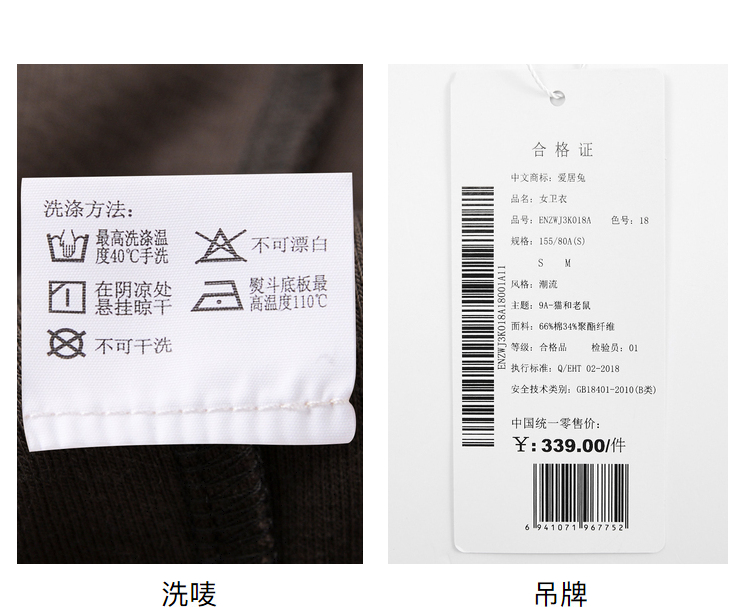 洗涤方法:
最高洗涤温
度40℃手洗
不可漂白
在阴凉处
悬挂晾干
熨斗底板最
高温度110℃
不可干洗
洗唛
合格证
中文商标: 爱居兔
品名: 女卫衣
品号: ENZWJ3K018A 色号: 18
规格: 155/80A(S)
S M
风格: 潮流
主题: 9A-猫和老鼠
面料: 66%棉34%聚酯纤维
等级: 合格品 检验员: 01
执行标准: Q/EHT 02-2018
安全技术类别: GB18401-2010(B类)
中国统一零售价:
¥: 339.00/件
6 941071 967752
ENZWJ3K018A18001A11
吊牌